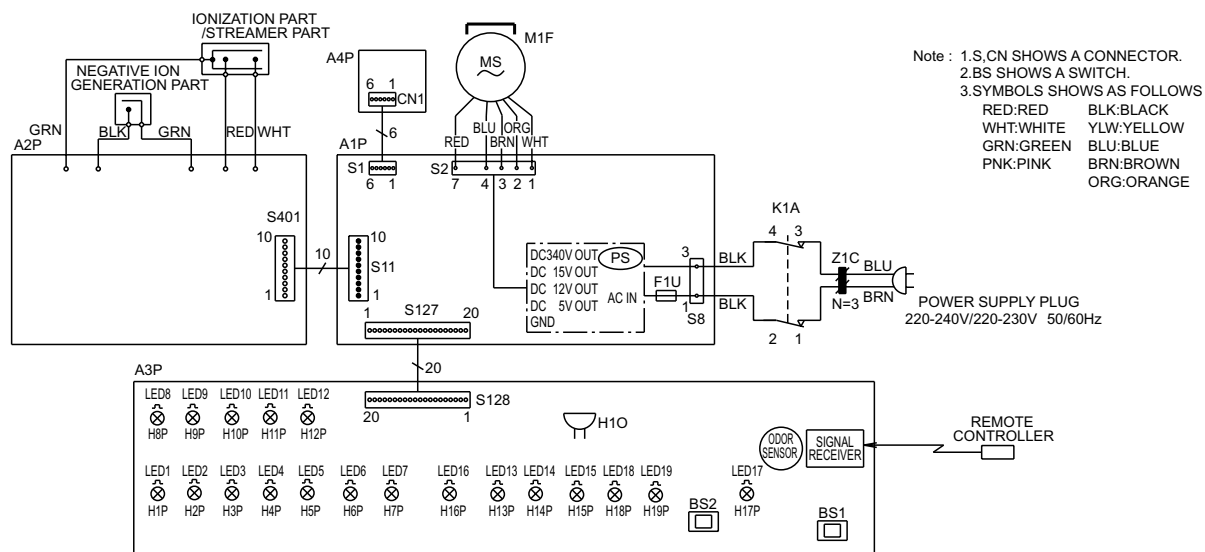 IONIZATION PART
/STREAMER PART
NEGATIVE ION
GENERATION PART
GRN
BLK
GRN
RED WHT
A2P
A4P
6 1
CN1
6
M1F
MS
RED
BLU
BRN
ORG
WHT
A1P
S1
6 1
S2
7 4 3 2 1
Note : 1.S,CN SHOWS A CONNECTOR.
2.BS SHOWS A SWITCH.
3.SYMBOLS SHOWS AS FOLLOWS
RED:RED BLK:BLACK
WHT:WHITE YLW:YELLOW
GRN:GREEN BLU:BLUE
PNK:PINK BRN:BROWN
ORG:ORANGE
S401
10
1
10
10
S11
1
DC340V OUT
DC 15V OUT
DC 12V OUT
DC 5V OUT
GND
PS
AC IN
F1U
3
1
S8
BLK
BLK
K1A
4 3
2 1
Z1C
N=3
BLU
BRN
POWER SUPPLY PLUG
220-240V/220-230V 50/60Hz
1 S127 20
20
A3P
S128
20 1
LED8 LED9 LED10 LED11 LED12
H8P H9P H10P H11P H12P
H1O
ODOR
SENSOR
SIGNAL
RECEIVER
REMOTE
CONTROLLER
LED1 LED2 LED3 LED4 LED5 LED6 LED7 LED16 LED13 LED14 LED15 LED18 LED19 LED17
H1P H2P H3P H4P H5P H6P H7P H16P H13P H14P H15P H18P H19P H17P
BS2
BS1